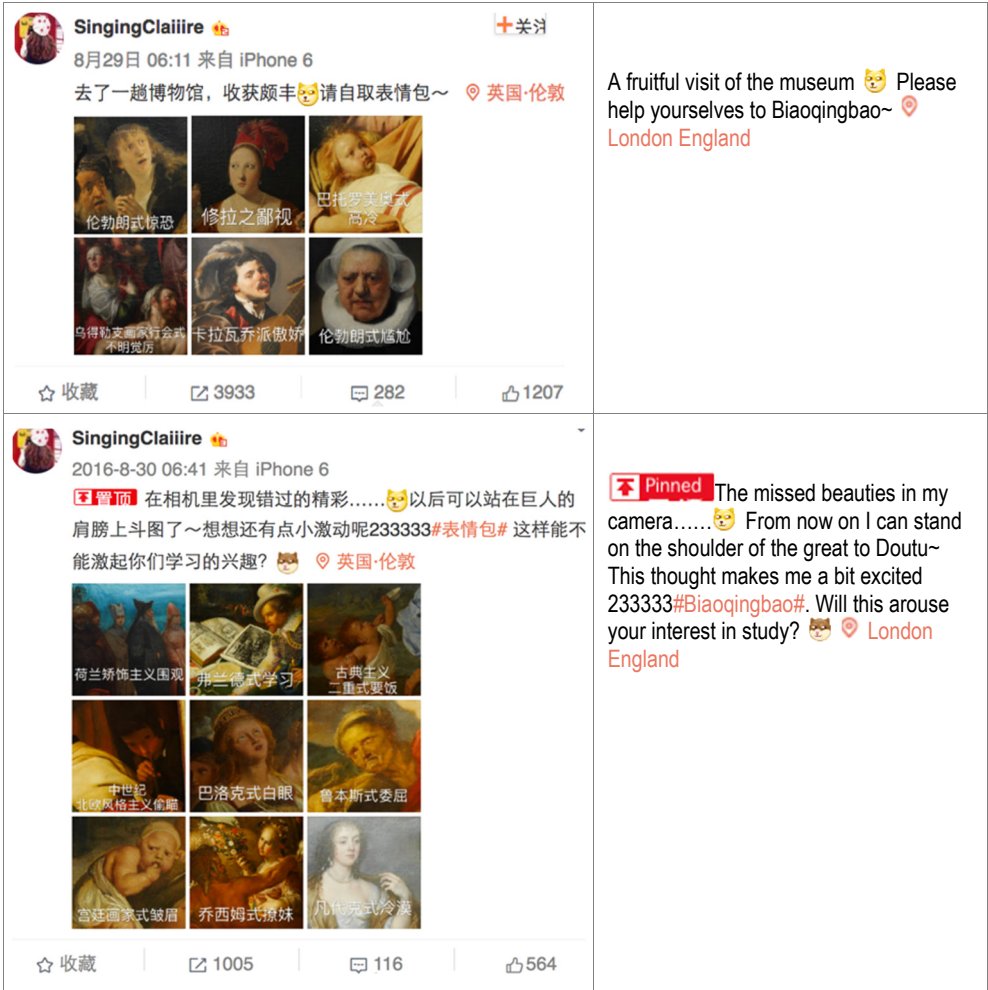 SingingClaiiire
+关注
8月29日 06:11 来自 iPhone 6
去了一趟博物馆，收获颇丰 请自取表情包～ 英国·伦敦
伦勃朗式惊恐
修拉之鄙视
巴托罗美奥式
高冷
乌得勒支画家行会式
不明觉厉
卡拉瓦乔派傲娇
伦勃朗式尴尬
收藏
3933
282
1207
A fruitful visit of the museum Please
help yourselves to Biaoqingbao~
London England
SingingClaiiire
2016-8-30 06:41 来自 iPhone 6
置顶 在相机里发现错过的精彩…… 以后可以站在巨人的
肩膀上斗图了～想想还有点小激动呢233333#表情包# 这样能不
能激起你们学习的兴趣？ 英国·伦敦
荷兰矫饰主义围观
弗兰德式学习
古典主义
二重式要饭
中世纪
北欧风格主义偷瞄
巴洛克式白眼
鲁本斯式委屈
宫廷画家式皱眉
乔西姆式撩妹
凡代克式冷漠
收藏
1005
116
564
Pinned The missed beauties in my
camera…… From now on I can stand
on the shoulder of the great to Doutu~
This thought makes me a bit excited
233333#Biaoqingbao#. Will this arouse
your interest in study? London
England